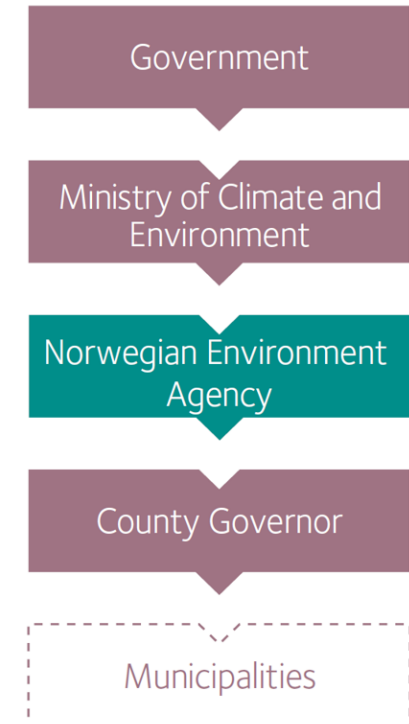 Government
Ministry of Climate and
Environment
Norwegian Environment
Agency
County Governor
Municipalities